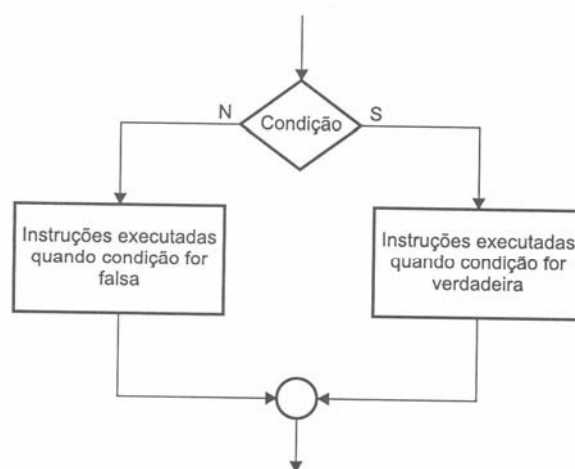 N
Condição
S
Instruções executadas
quando condição for
falsa
Instruções executadas
quando condição for
verdadeira